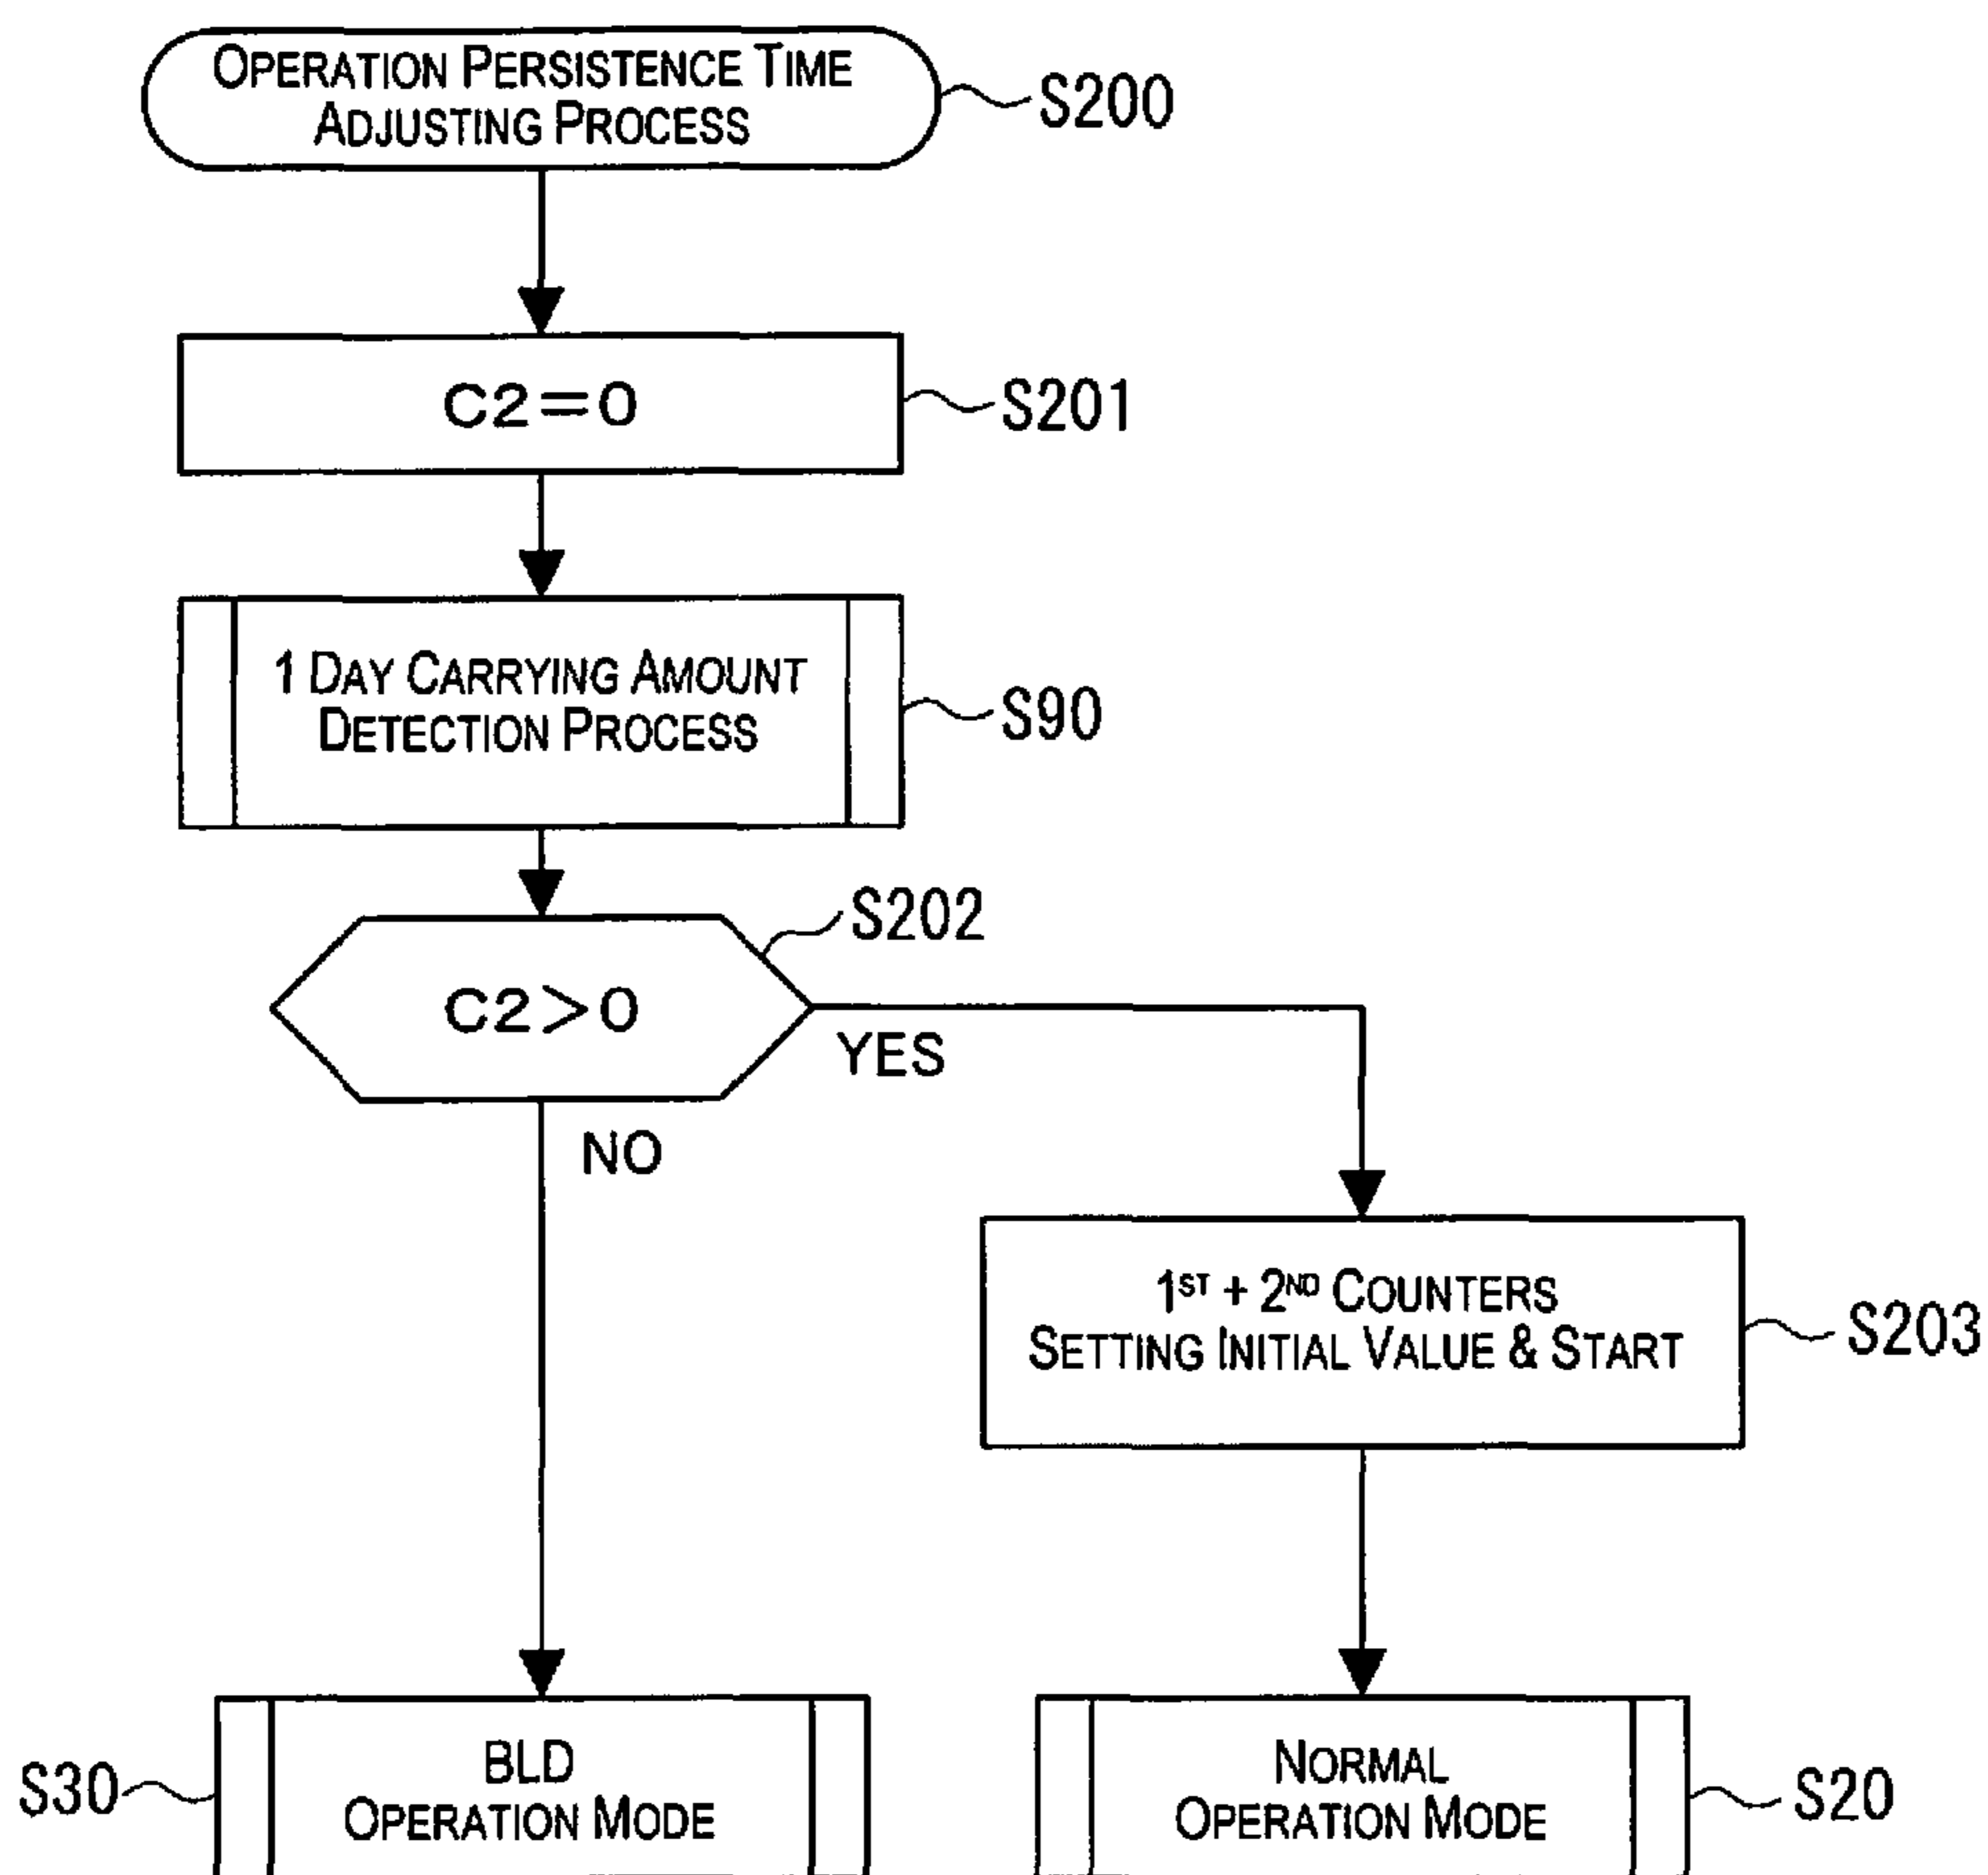 OPERATION PERSISTENCE TIME
ADJUSTING PROCESS
S200
C2=0
S201
1 DAY CARRYING AMOUNT
DETECTION PROCESS
S90
S202
C2>0
YES
NO
1ST + 2ND COUNTERS
SETTING INITIAL VALUE & START
S203
S30
BLD
OPERATION MODE
NORMAL
OPERATION MODE
S20